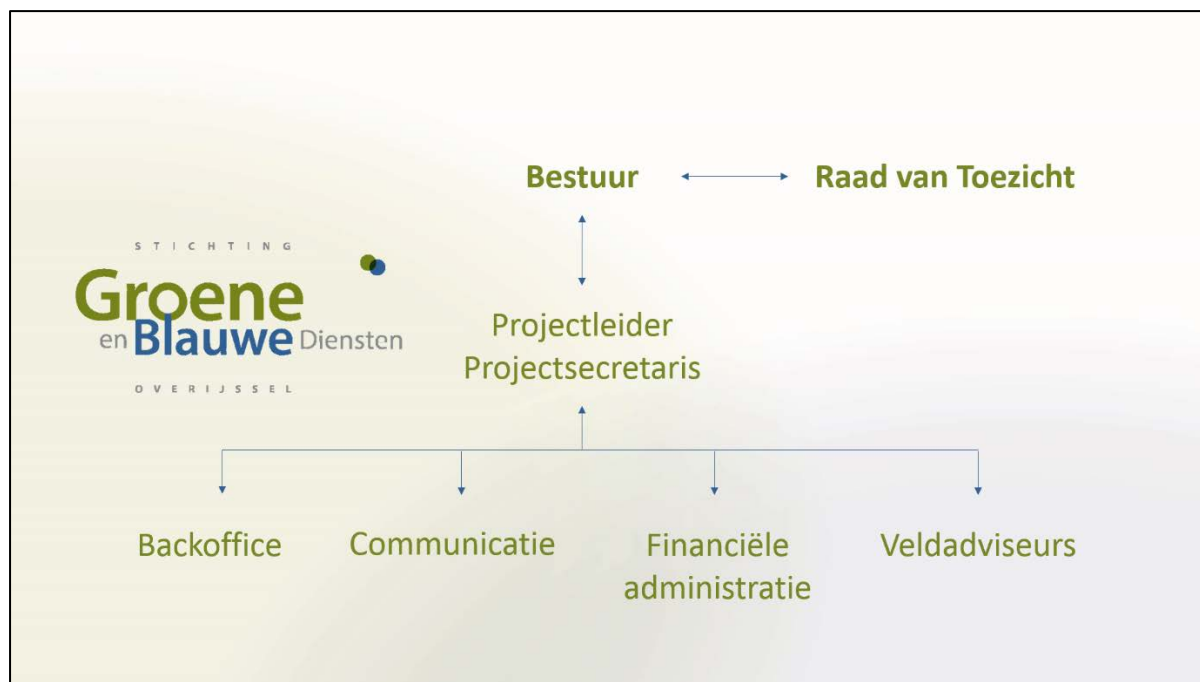 Bestuur
Raad van Toezicht
STICHTING
Groene
en Blauwe Diensten
OVERIJSSEL
Projectleider
Projectsecretaris
Backoffice
Communicatie
Financiële
administratie
Veldadviseurs